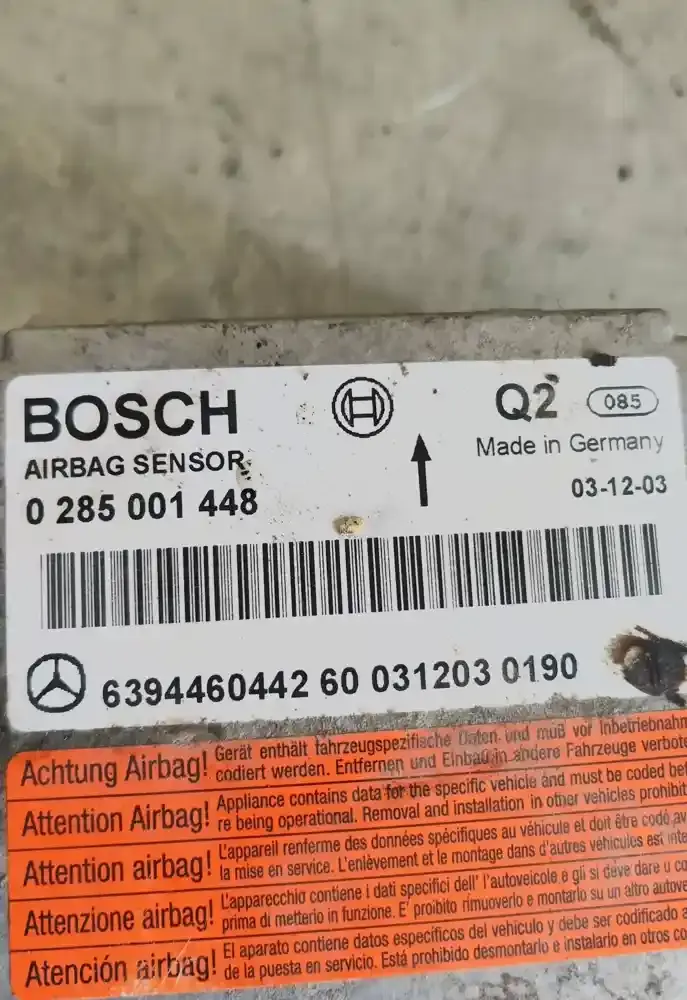 BOSCH
Q2 085
AIRBAG SENSOR
Made in Germany
0 285 001 448
03-12-03
6394460442 60 031203 0190
Achtung Airbag! Gerät enthält fahrzeugspezifische Daten und muß vor Inbetriebnahm
codiert werden. Entfernen und Einbau in andere Fahrzeuge verbote
Attention Airbag! Appliance contains data for the specific vehicle and must be coded bef
re being operational. Removal and installation in other vehicles prohibit
Attention airbag! L'appareil renferme des données spécifiques au véhicule et doit être codé av
la mise en service. L'enlèvement et le montage dans d'autres véhicules est inte
Attenzione airbag! L'apparecchio contiene i dati specifici dell' l'autoveicole e gli si deve dare u co
prima di metterio in funzione. E' proibito rimuoverlo e montarlo su un altro autove
Atención airbag! El aparato contiene datos específicos del vehículo y debe ser codificado a
de la puesta en servicio. Está prohibido desmontarlo e instalarlo en otros co